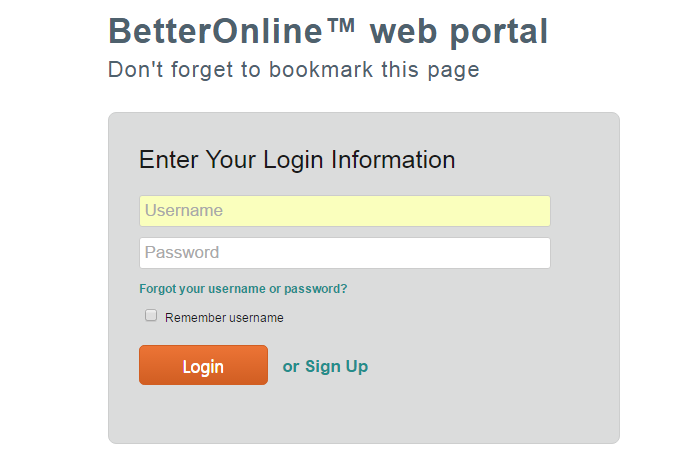 BetterOnline™ web portal
Don't forget to bookmark this page
Enter Your Login Information
Username
Password
Forgot your username or password?
Remember username
Login or Sign Up